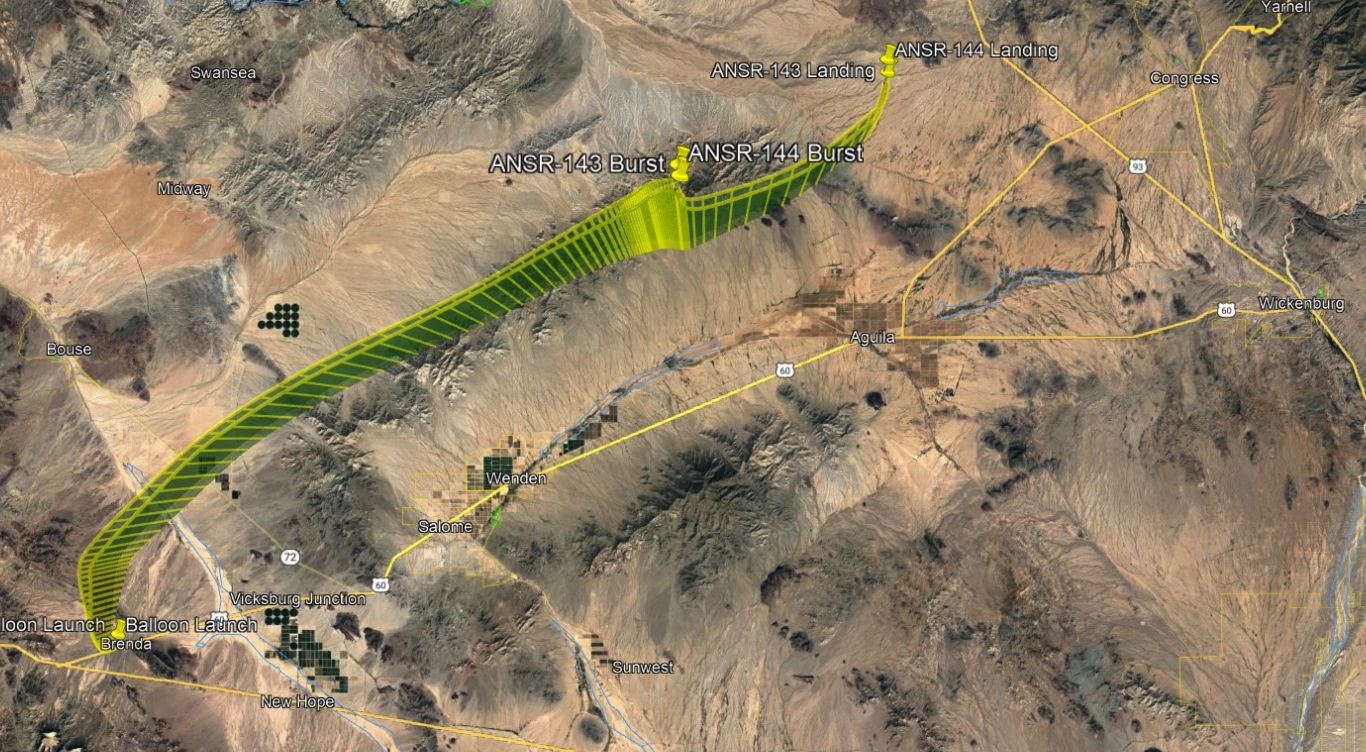 Yarnell
ANSR-144 Landing
Swansea
ANSR-143 Landing
Congress
ANSR-143 Burst
ANSR-144 Burst
93
Midway
Wickenburg
60
Aguila
Bouse
60
Wenden
Salome
72
60
Vicksburg Junction
loon Launch
Balloon Launch
Brenda
Sunwest
New Hope